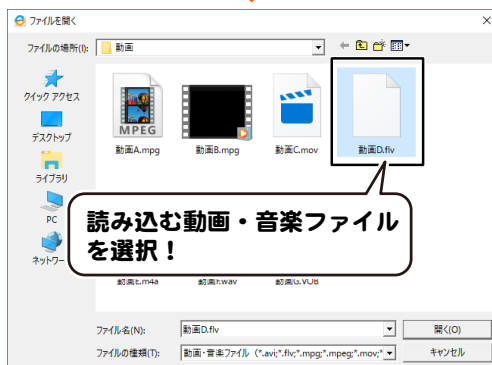 ファイルを開く
ファイルの場所(I): 動画
クイック アクセス
デスクトップ
ライブラリ
PC
ネットワー
MPEG
動画A.mpg 動画B.mpg 動画C.mov 動画D.flv
読み込む動画・音楽ファイル
を選択！
動画E.m4a 動画F.wav 動画G.VOB
ファイル名(N): 動画D.flv 開く(O)
ファイルの種類(T): 動画・音楽ファイル (*.avi;*.flv;*.mpg;*.mpeg;*.mov;* キャンセル